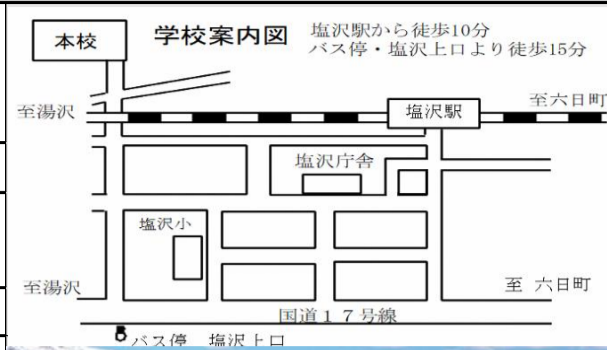 本校
学校案内図
塩沢駅から徒歩10分
バス停・塩沢上口より徒歩15分
至湯沢
塩沢駅
至六日町
塩沢庁舎
塩沢小
至湯沢
至 六日町
国道17号線
バス停 塩沢上口